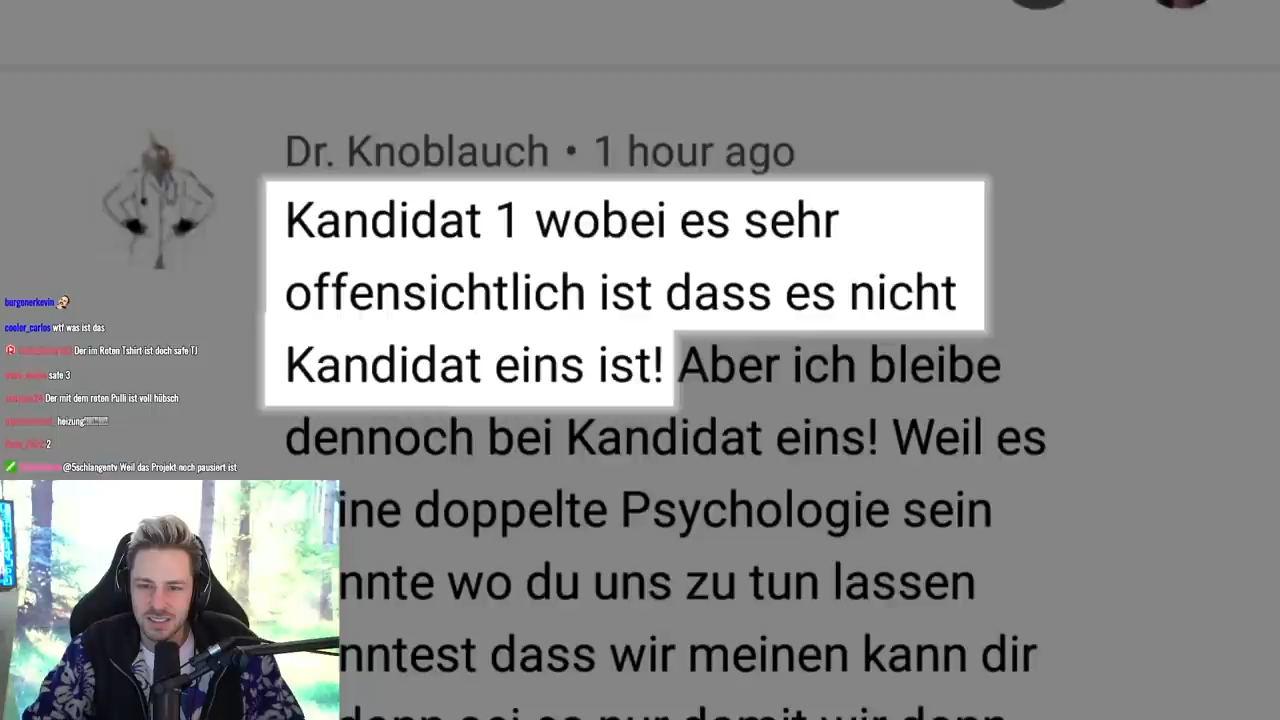 Dr. Knoblauch • 1 hour ago
Kandidat 1 wobei es sehr
offensichtlich ist dass es nicht
Kandidat eins ist! Aber ich bleibe
dennoch bei Kandidat eins! Weil es
ine doppelte Psychologie sein
nnte wo du uns zu tun lassen
nntest dass wir meinen kann dir
burgenerkevin
cooler_carlos wtf was ist das
Der im Roten Tshirt ist doch safe TJ
safe 3
Der mit dem roten Pulli ist voll hübsch
heizung
2
@5schlangentv Weil das Projekt noch pausiert ist